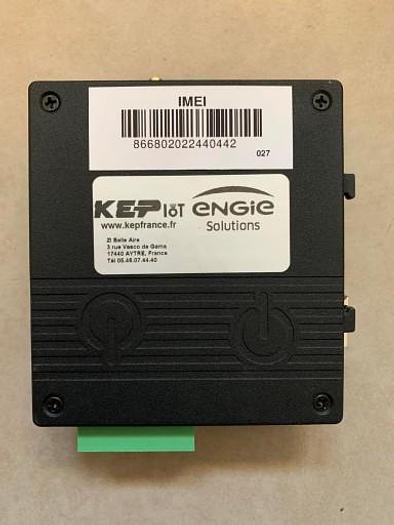 IMEI
866802022440442
027
KEP IoT ENGIE
www.kepfrance.fr Solutions
ZI Belle Aire
3 rue Vasco de Gama
17440 AYTRE, France
Tél 05.46.07.44.40